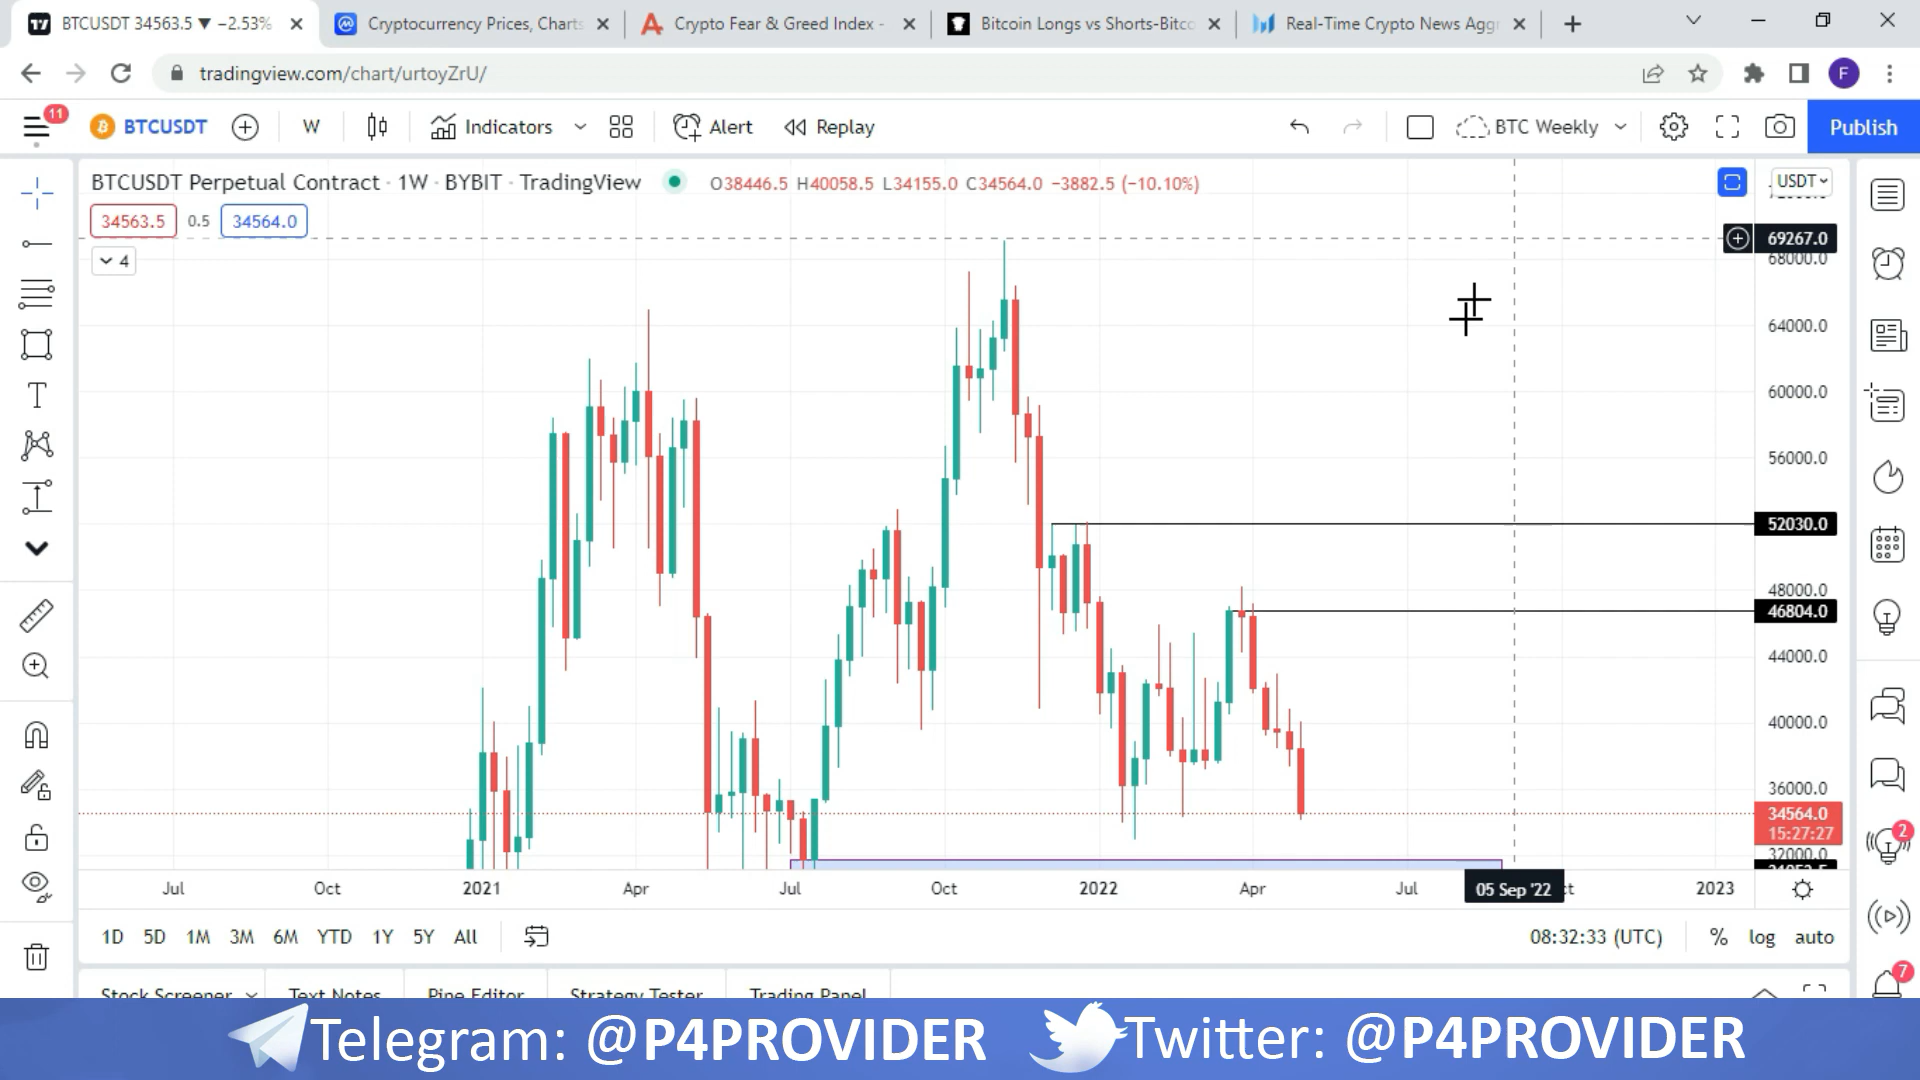 BTCUSDT 34563.5 ▼ −2.53%
Cryptocurrency Prices, Charts
Crypto Fear & Greed Index -
Bitcoin Longs vs Shorts-Bitco
Real-Time Crypto News Aggr
tradingview.com/chart/urtoyZrU/
F
11
BTCUSDT
W
Indicators
Alert
Replay
BTC Weekly
Publish
BTCUSDT Perpetual Contract · 1W · BYBIT · TradingView
O38446.5 H40058.5 L34155.0 C34564.0 −3882.5 (−10.10%)
USDT
34563.5
0.5
34564.0
4
69267.0
68000.0
64000.0
60000.0
56000.0
52030.0
48000.0
46804.0
44000.0
40000.0
36000.0
34564.0
15:27:27
32000.0
2
7
Jul
Oct
2021
Apr
Jul
Oct
2022
Apr
Jul
05 Sep '22
2023
1D 5D 1M 3M 6M YTD 1Y 5Y All
08:32:33 (UTC)
% log auto
Stock Screener
Text Notes
Pine Editor
Strategy Tester
Trading Panel
Telegram: @P4PROVIDER
Twitter: @P4PROVIDER